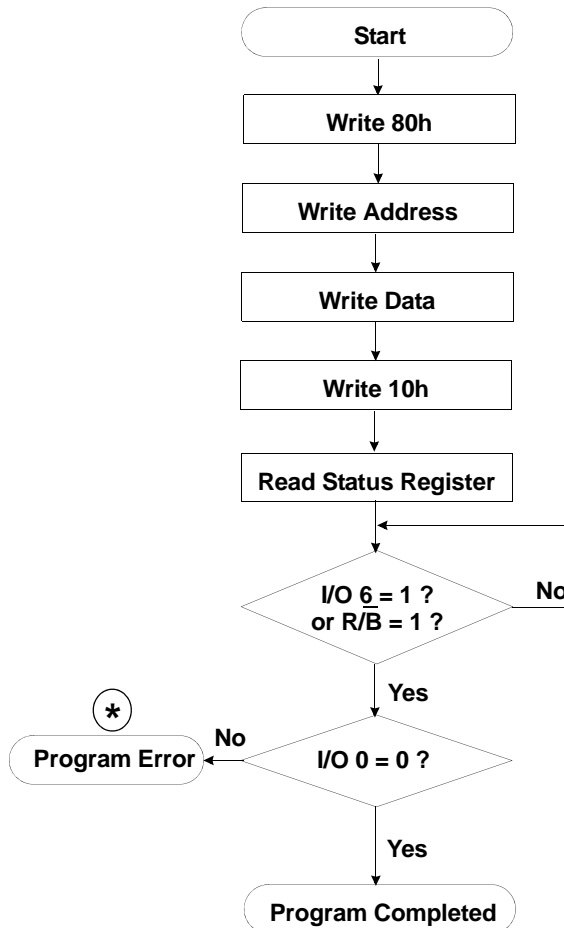 Start
Write 80h
Write Address
Write Data
Write 10h
Read Status Register
I/O 6 = 1 ?
or R/B̅ = 1 ?
No
Yes
*
Program Error
No
I/O 0 = 0 ?
Yes
Program Completed